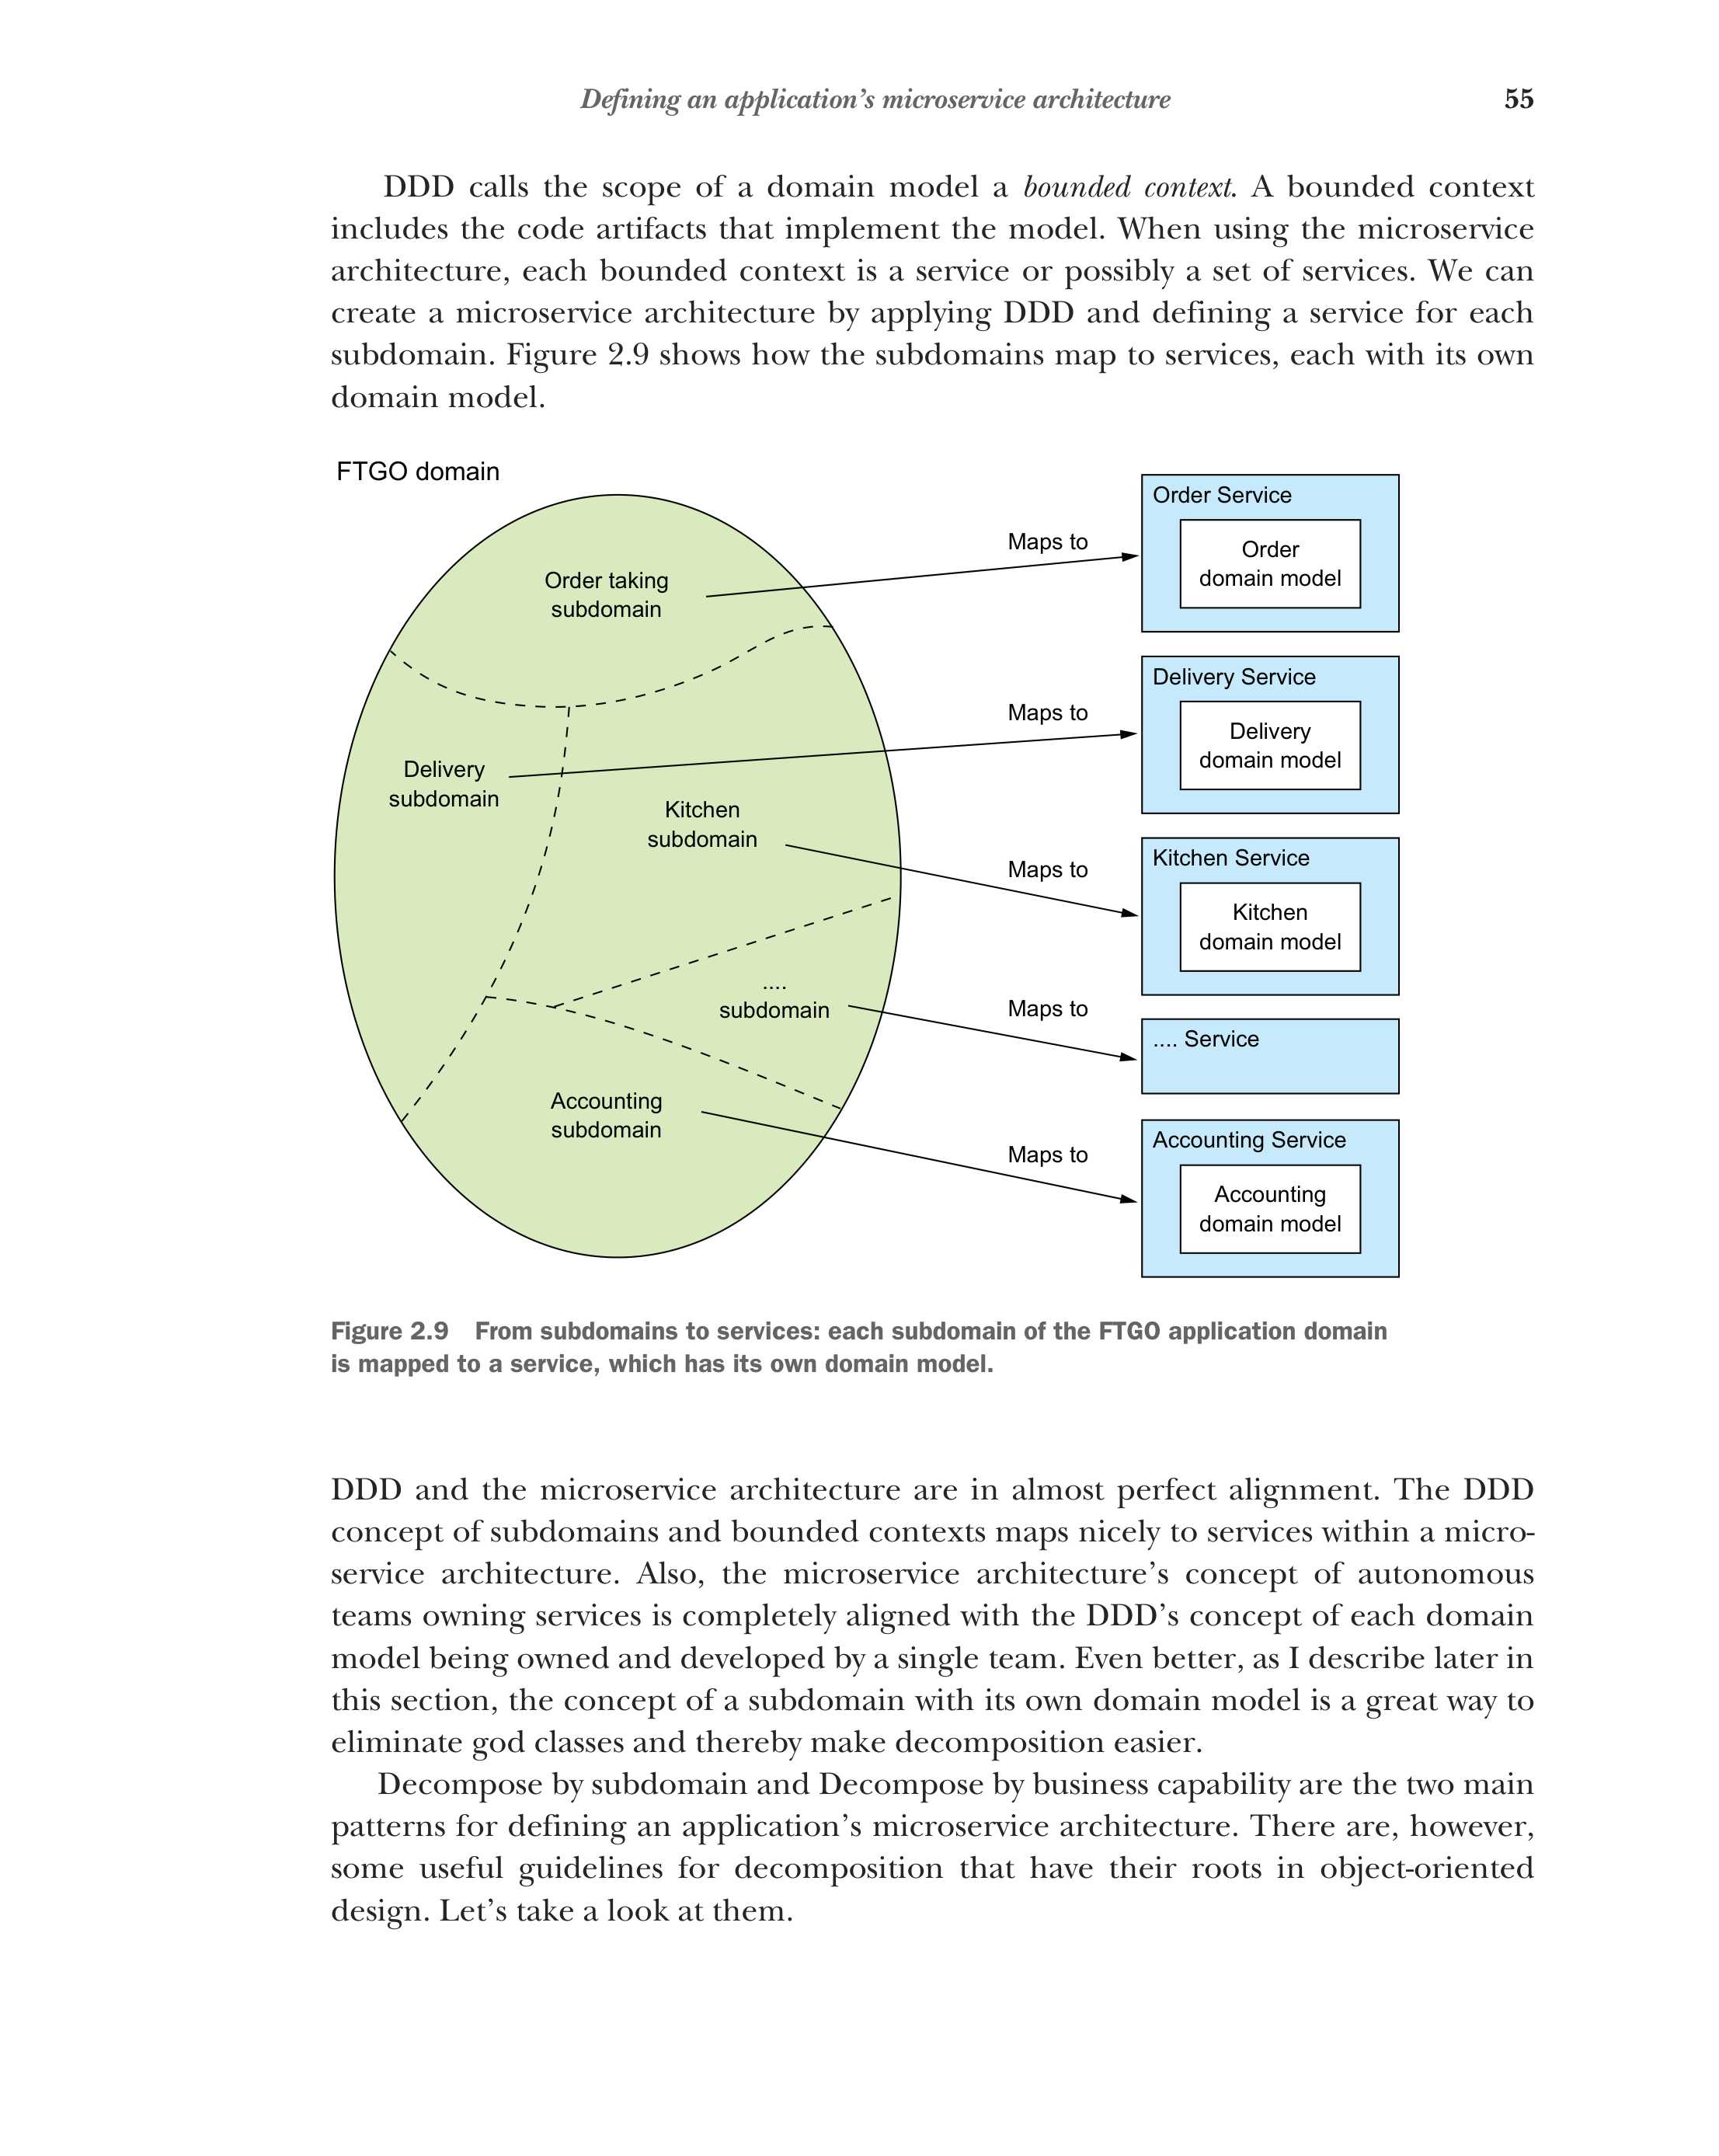 Defining an application's microservice architecture 55
DDD calls the scope of a domain model a bounded context. A bounded context
includes the code artifacts that implement the model. When using the microservice
architecture, each bounded context is a service or possibly a set of services. We can
create a microservice architecture by applying DDD and defining a service for each
subdomain. Figure 2.9 shows how the subdomains map to services, each with its own
domain model.
FTGO domain
Order taking
subdomain
Maps to
Order Service
Order
domain model
Delivery
subdomain
Maps to
Delivery Service
Delivery
domain model
Kitchen
subdomain
Maps to
Kitchen Service
Kitchen
domain model
....
subdomain
Maps to
.... Service
Accounting
subdomain
Maps to
Accounting Service
Accounting
domain model
Figure 2.9 From subdomains to services: each subdomain of the FTGO application domain
is mapped to a service, which has its own domain model.
DDD and the microservice architecture are in almost perfect alignment. The DDD
concept of subdomains and bounded contexts maps nicely to services within a micro-
service architecture. Also, the microservice architecture's concept of autonomous
teams owning services is completely aligned with the DDD's concept of each domain
model being owned and developed by a single team. Even better, as I describe later in
this section, the concept of a subdomain with its own domain model is a great way to
eliminate god classes and thereby make decomposition easier.
Decompose by subdomain and Decompose by business capability are the two main
patterns for defining an application's microservice architecture. There are, however,
some useful guidelines for decomposition that have their roots in object-oriented
design. Let's take a look at them.